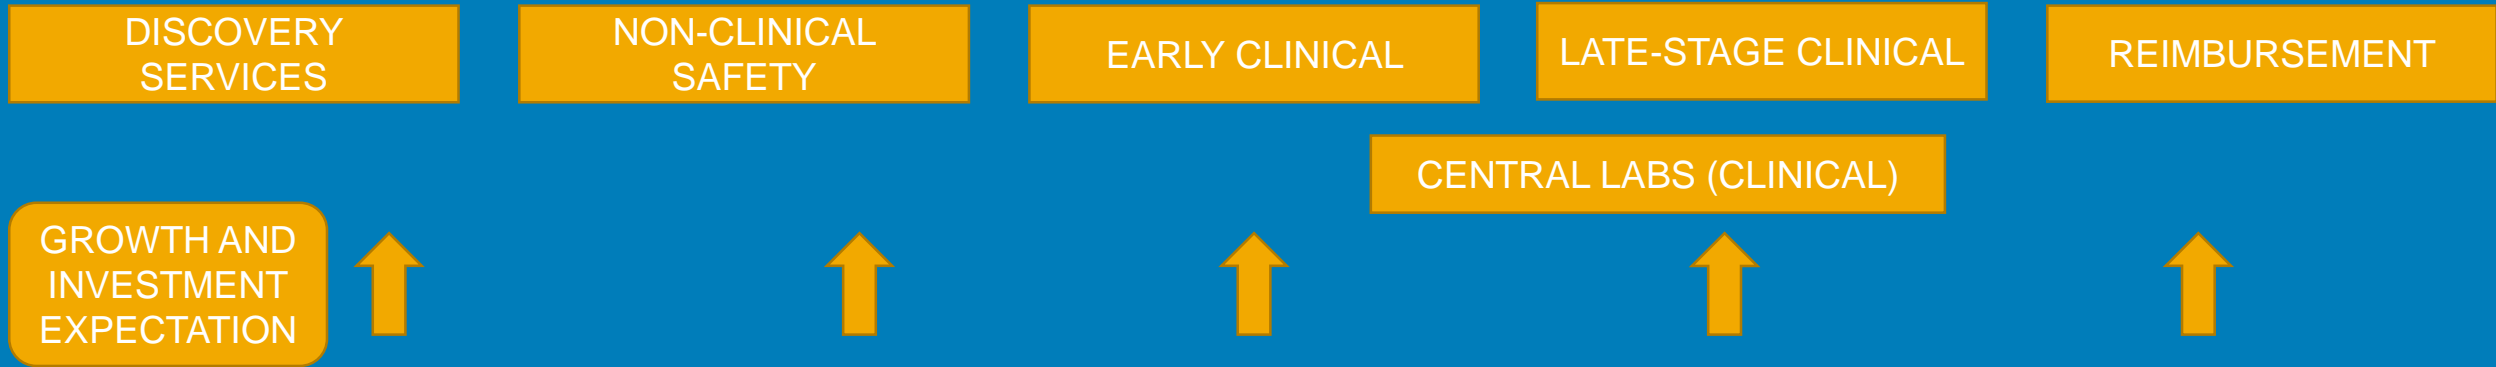 DISCOVERY
SERVICES
NON-CLINICAL
SAFETY
EARLY CLINICAL
LATE-STAGE CLINICAL
REIMBURSEMENT
CENTRAL LABS (CLINICAL)
GROWTH AND
INVESTMENT
EXPECTATION